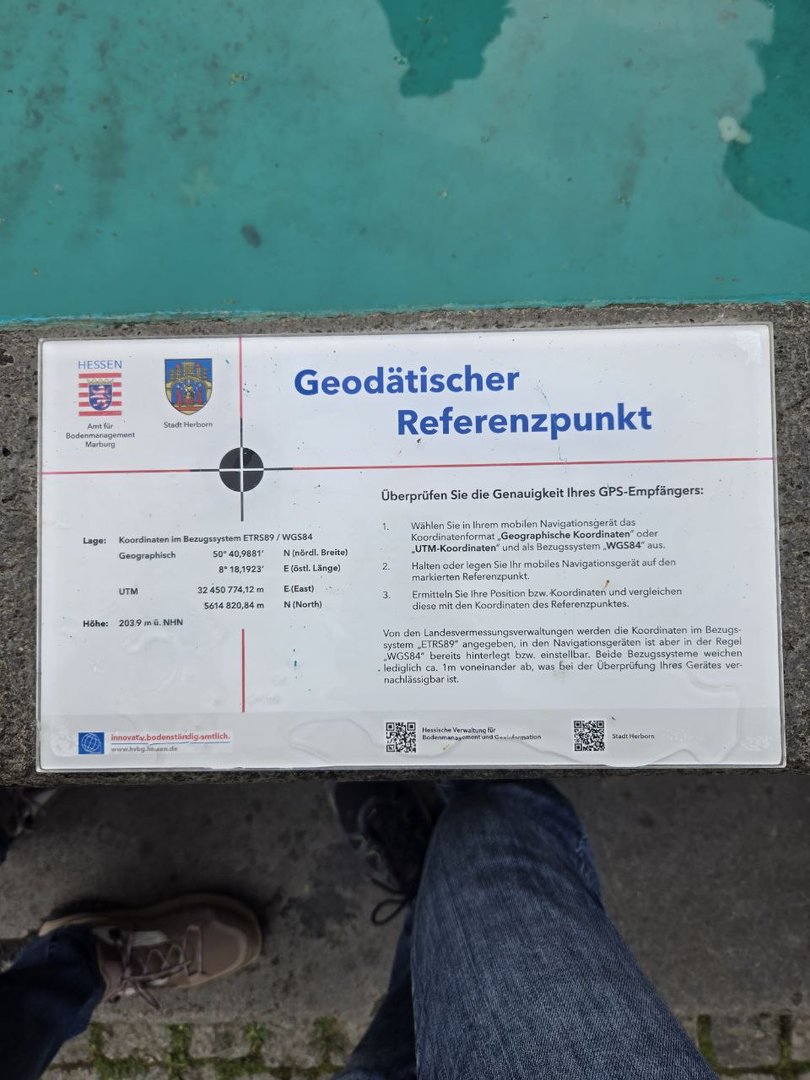 HESSEN
Amt für
Bodenmanagement
Marburg
Stadt Herborn
Geodätischer
Referenzpunkt
Lage: Koordinaten im Bezugssystem ETRS89 / WGS84
Geographisch 50° 40,9881' N (nördl. Breite)
8° 18,1923' E (östl. Länge)
UTM 32 450 774,12 m E (East)
5614 820,84 m N (North)
Höhe: 203.9 m ü. NHN
Überprüfen Sie die Genauigkeit Ihres GPS-Empfängers:
1. Wählen Sie in Ihrem mobilen Navigationsgerät das
Koordinatenformat „Geographische Koordinaten" oder
„UTM-Koordinaten" und als Bezugssystem „WGS84" aus.
2. Halten oder legen Sie Ihr mobiles Navigationsgerät auf den
markierten Referenzpunkt.
3. Ermitteln Sie Ihre Position bzw. Koordinaten und vergleichen
diese mit den Koordinaten des Referenzpunktes.
Von den Landesvermessungsverwaltungen werden die Koordinaten im Bezugs-
system „ETRS89" angegeben, in den Navigationsgeräten ist aber in der Regel
„WGS84" bereits hinterlegt bzw. einstellbar. Beide Bezugssysteme weichen
lediglich ca. 1m voneinander ab, was bei der Überprüfung Ihres Gerätes ver-
nachlässigbar ist.
innovativ.bodenständig.amtlich.
www.hvbg.hessen.de
Hessische Verwaltung für
Bodenmanagement und Geoinformation
Stadt Herborn